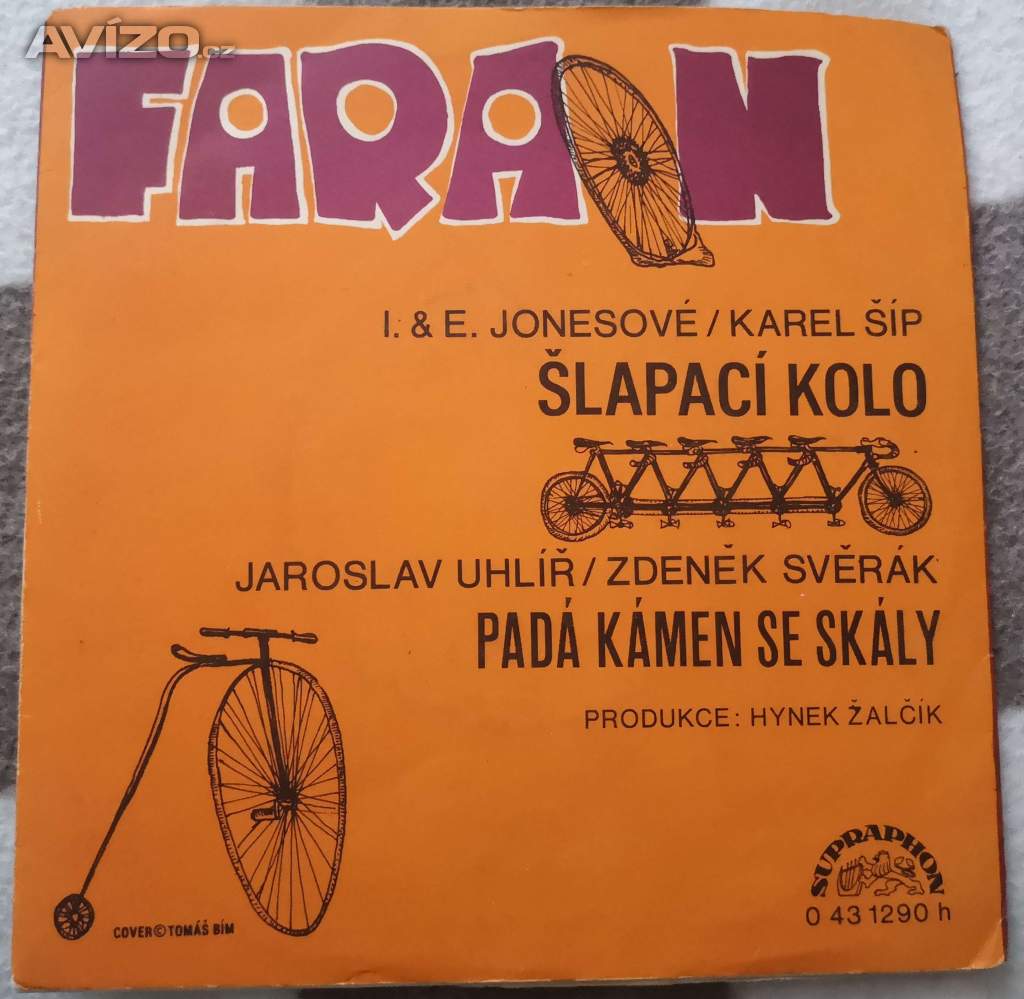 AVÍZO.cz
FARAON
I. & E. JONESOVÉ / KAREL ŠÍP
ŠLAPACÍ KOLO
JAROSLAV UHLÍŘ / ZDENĚK SVĚRÁK
PADÁ KÁMEN SE SKÁLY
PRODUKCE: HYNEK ŽALČÍK
SUPRAPHON
0 43 1290 h
COVER © TOMÁŠ BÍM